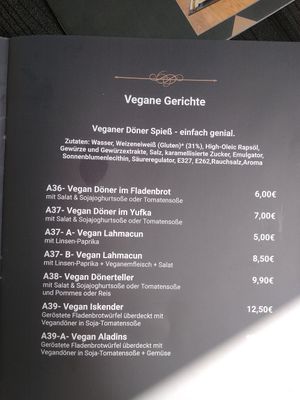 Vegane Gerichte
Veganer Döner Spieß - einfach genial.
Zutaten: Wasser, Weizeneiweiß (Gluten)* (31%), High-Oleic Rapsöl,
Gewürze und Gewürzextrakte, Salz, karamellisierte Zucker, Emulgator,
Sonnenblumenlecithin, Säureregulator, E327, E262,Rauchsalz,Aroma
A36- Vegan Döner im Fladenbrot 6,00€
mit Salat & Sojajoghurtsoße oder Tomatensoße
A37- Vegan Döner im Yufka 7,00€
mit Salat & Sojajoghurtsoße oder Tomatensoße
A37- A- Vegan Lahmacun 5,00€
mit Linsen-Paprika
A37- B- Vegan Lahmacun 8,50€
mit Linsen-Paprika + Veganemfleisch + Salat
A38- Vegan Dönerteller 9,90€
mit Salat & Sojajoghurtsoße oder Tomatensoße
und Pommes oder Reis
A39- Vegan Iskender 12,50€
Geröstete Fladenbrotwürfel überdeckt mit
Vegandöner in Soja-Tomatensoße
A39-A- Vegan Aladins
Geröstete Fladenbrotwürfel überdeckt mit
Vegandöner in Soja-Tomatensoße + Gemüse